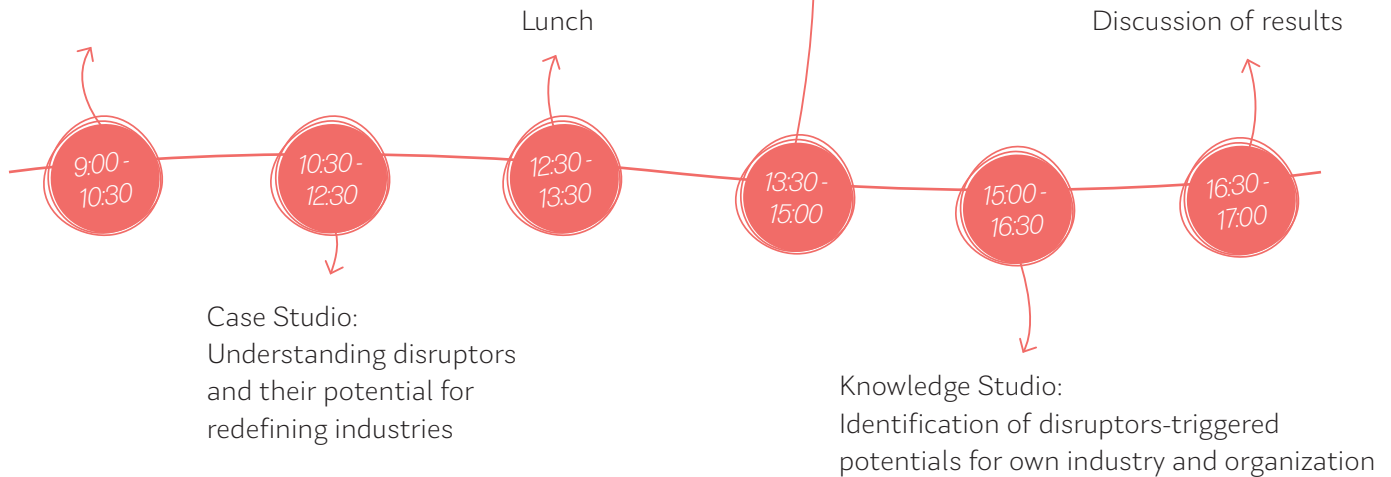 Lunch
Discussion of results
9:00 -
10:30
10:30 -
12:30
12:30 -
13:30
13:30 -
15:00
15:00 -
16:30
16:30 -
17:00
Case Studio:
Understanding disruptors
and their potential for
redefining industries
Knowledge Studio:
Identification of disruptors-triggered
potentials for own industry and organization